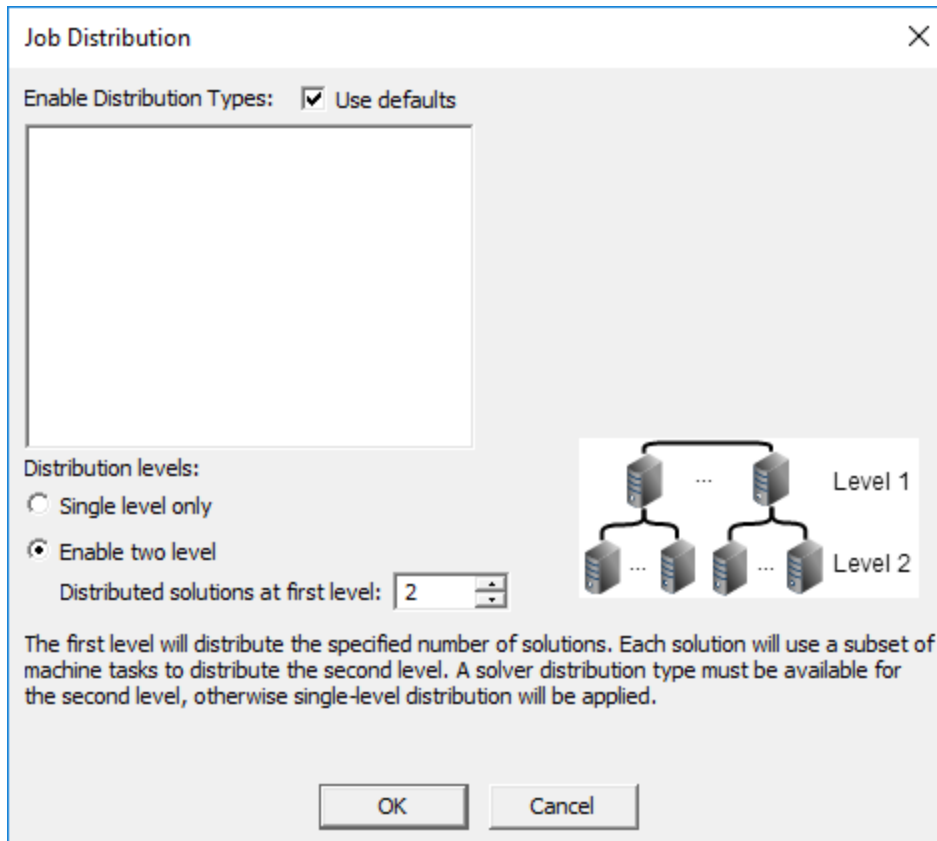 Job Distribution
Enable Distribution Types: Use defaults
Distribution levels:
Single level only
Enable two level
Distributed solutions at first level: 2
... Level 1
... ... Level 2
The first level will distribute the specified number of solutions. Each solution will use a subset of
machine tasks to distribute the second level. A solver distribution type must be available for
the second level, otherwise single-level distribution will be applied.
OK Cancel